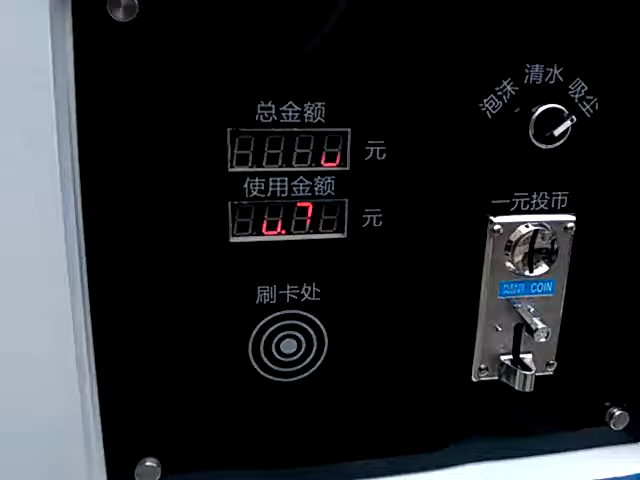 泡沫 清水 吸尘
总金额
元
使用金额
元
一元投币
刷卡处
PLEASE INSERT COIN